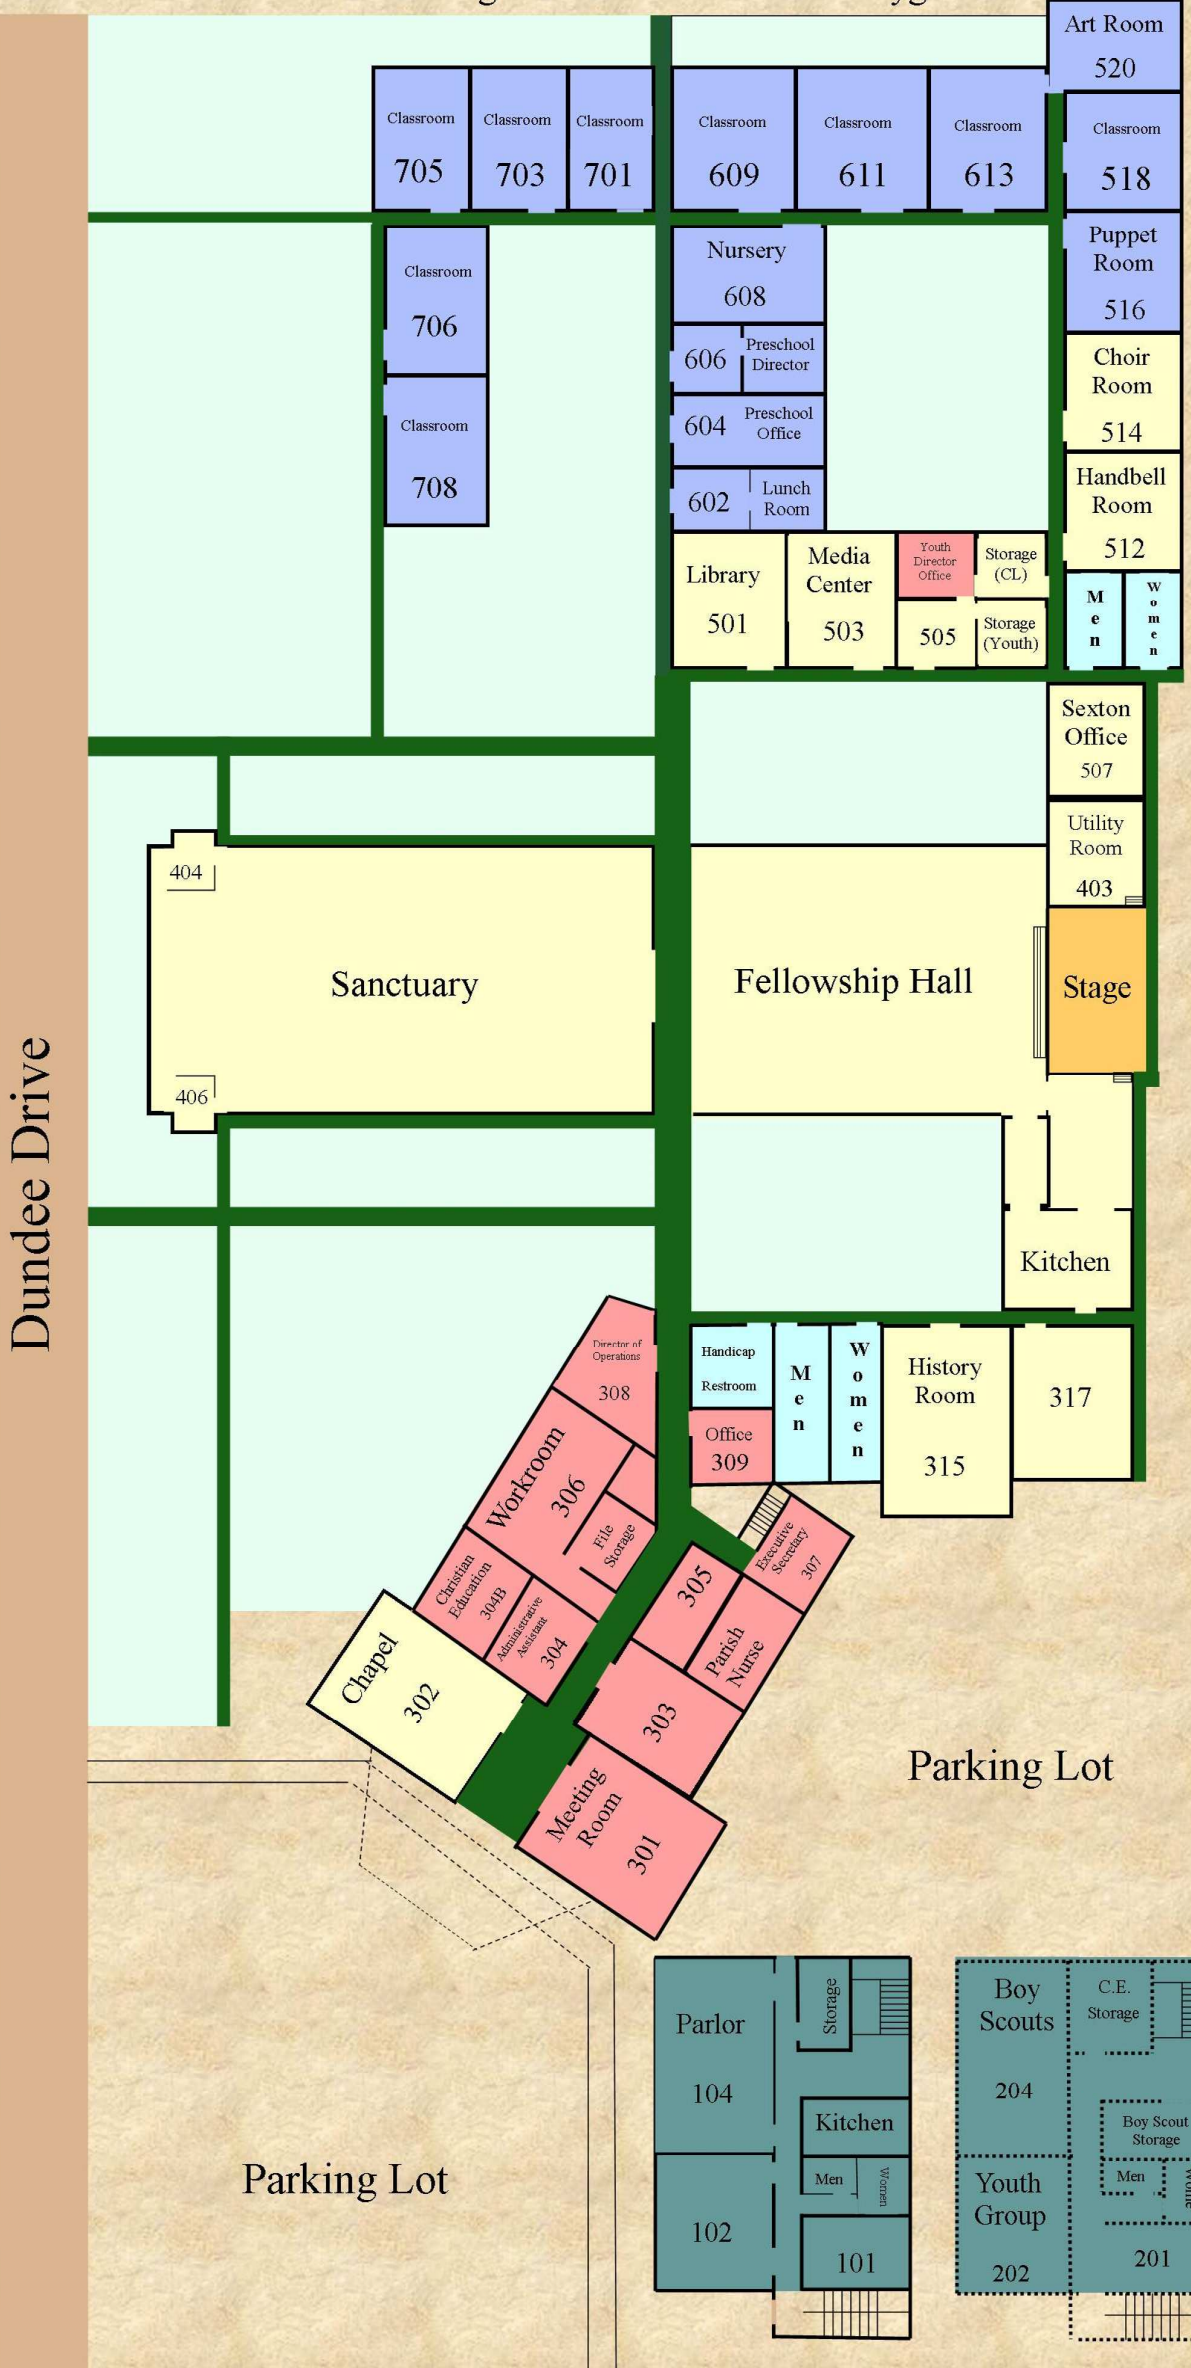 Art Room
520
Classroom
705
Classroom
703
Classroom
701
Classroom
609
Classroom
611
Classroom
613
Classroom
518
Nursery
608
Puppet
Room
516
Classroom
706
606
Preschool
Director
Choir
Room
514
604
Preschool
Office
Classroom
708
602
Lunch
Room
Handbell
Room
512
Library
501
Media
Center
503
Youth
Director
Office
Storage
(CL)
505
Storage
(Youth)
Men
Women
Sexton
Office
507
Utility
Room
403
404
Sanctuary
406
Fellowship Hall
Stage
Dundee Drive
Kitchen
Director of
Operations
308
Handicap
Restroom
Men
Women
History
Room
315
317
Office
309
Workroom
306
File
Storage
Executive
Secretary
307
Christian
Education
304B
Administrative
Assistant
304
305
Parish
Nurse
Chapel
302
303
Meeting
Room
301
Parking Lot
Parking Lot
Parlor
104
Storage
Kitchen
Men
Women
102
101
Boy
Scouts
204
C.E.
Storage
Boy Scout
Storage
Men
Youth
Group
202
201